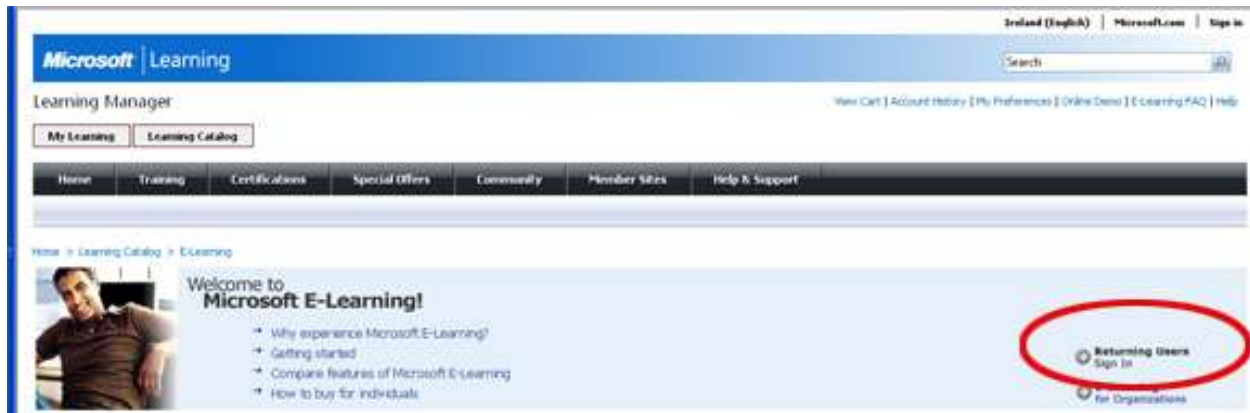 Ireland (English) | Microsoft.com | Sign in
Microsoft | Learning
Search
Learning Manager
View Cart | Account History | My Preferences | Online Demo | E-Learning FAQ | Help
My Learning Learning Catalog
Home Training Certifications Special Offers Community Member Sites Help & Support
Home > Learning Catalog > E-Learning
Welcome to
Microsoft E-Learning!
Why experience Microsoft E-Learning?
Getting started
Compare features of Microsoft E-Learning
How to buy for individuals
Returning Users
Sign In
for Organizations